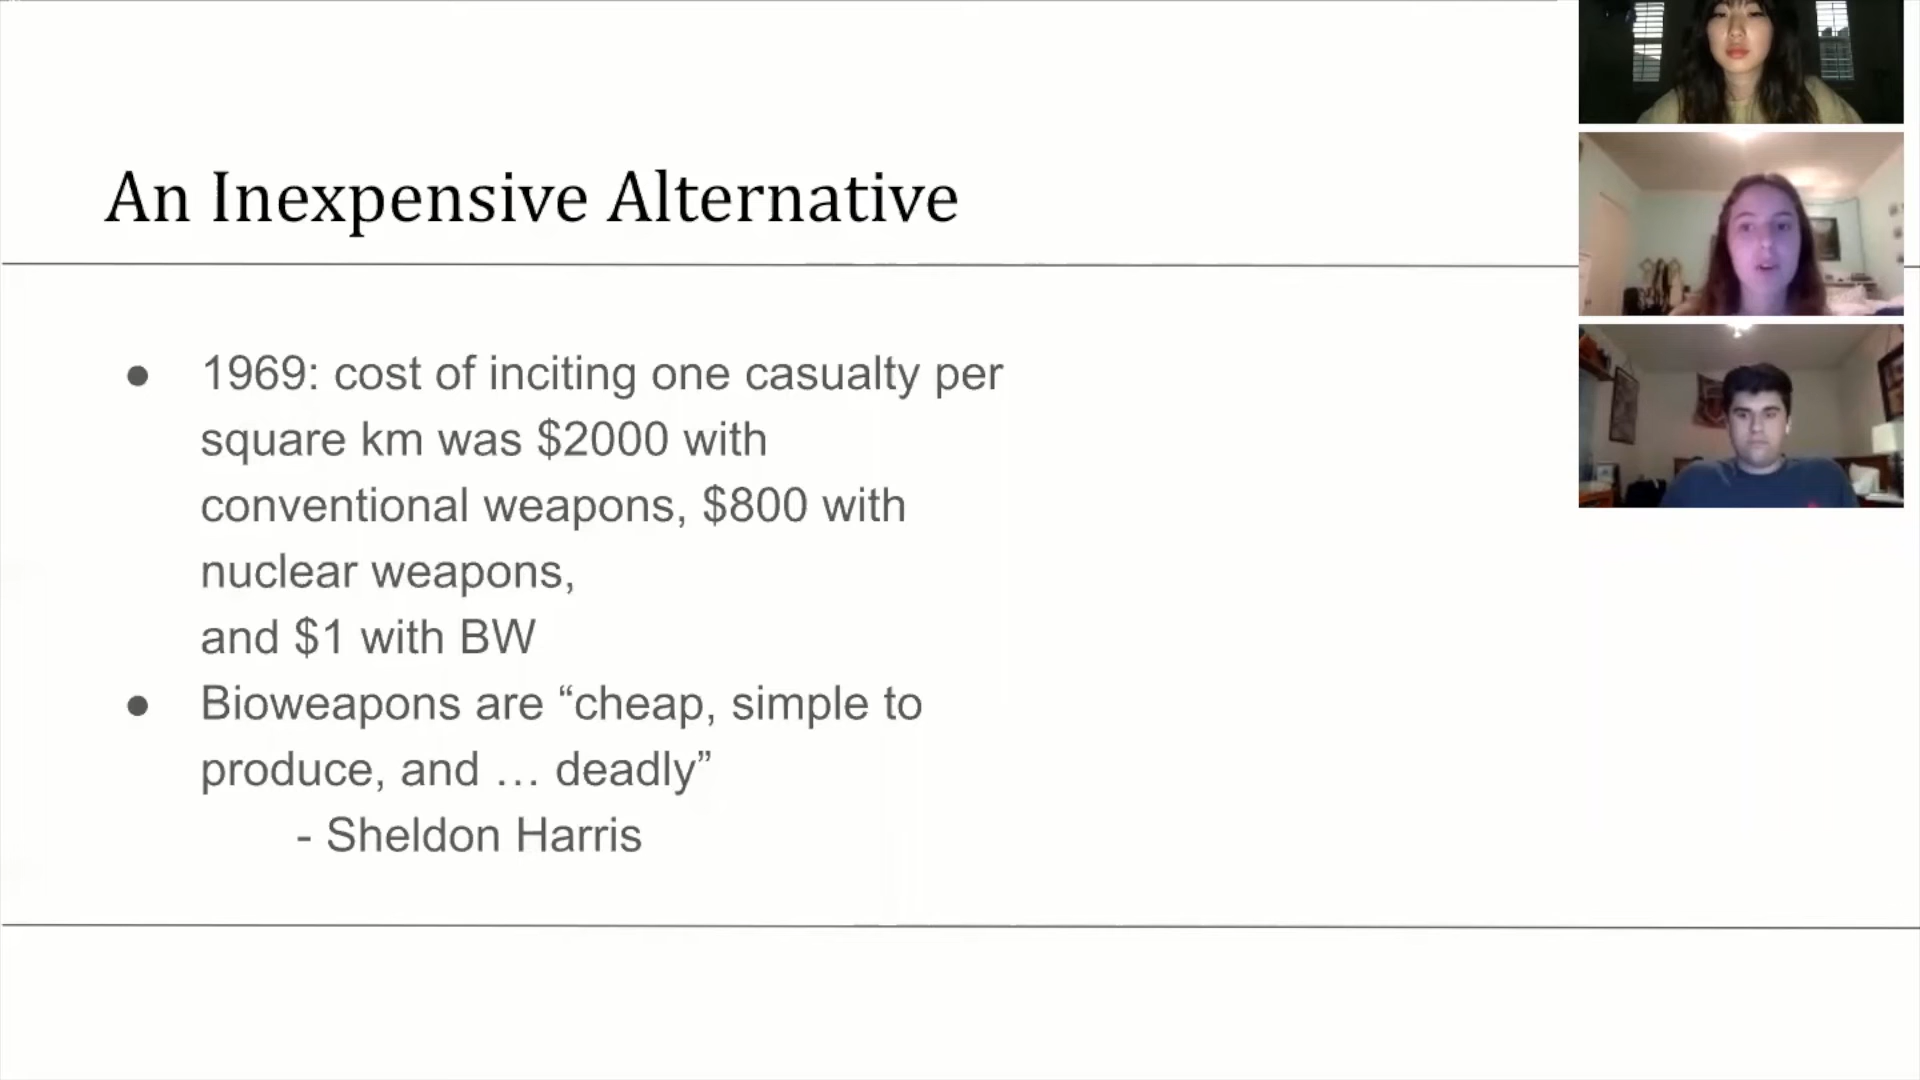 An Inexpensive Alternative
● 1969: cost of inciting one casualty per
square km was $2000 with
conventional weapons, $800 with
nuclear weapons,
and $1 with BW
● Bioweapons are “cheap, simple to
produce, and … deadly”
- Sheldon Harris